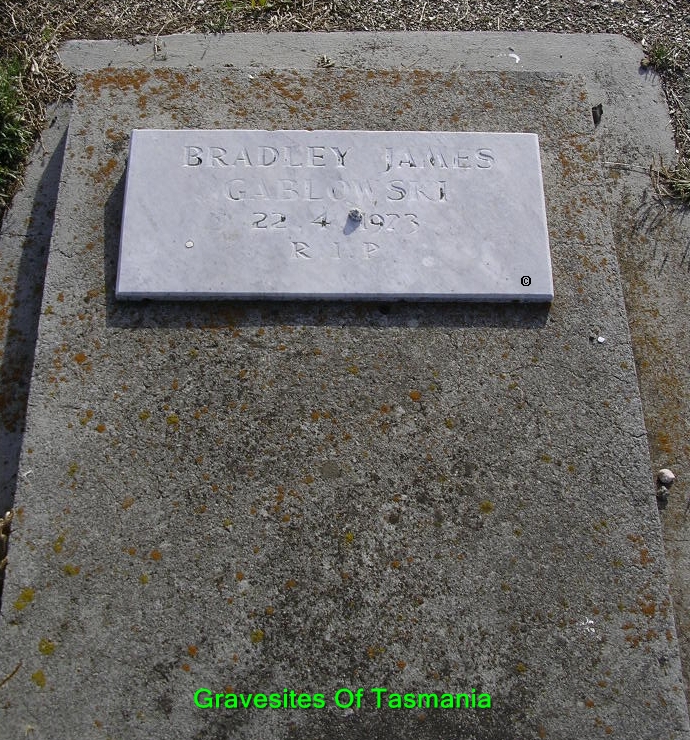 BRADLEY JAMES
GABLOWSKI
22 . 4 . 1973
R I P
©
Gravesites Of Tasmania